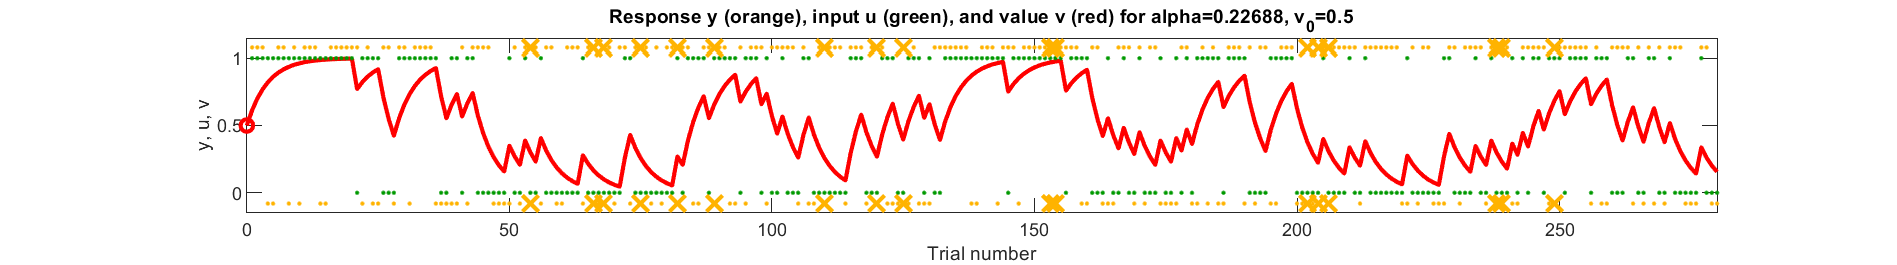 Response y (orange), input u (green), and value v (red) for alpha=0.22688, v0=0.5
y, u, v
1
0.5
0
0 50 100 150 200 250
Trial number